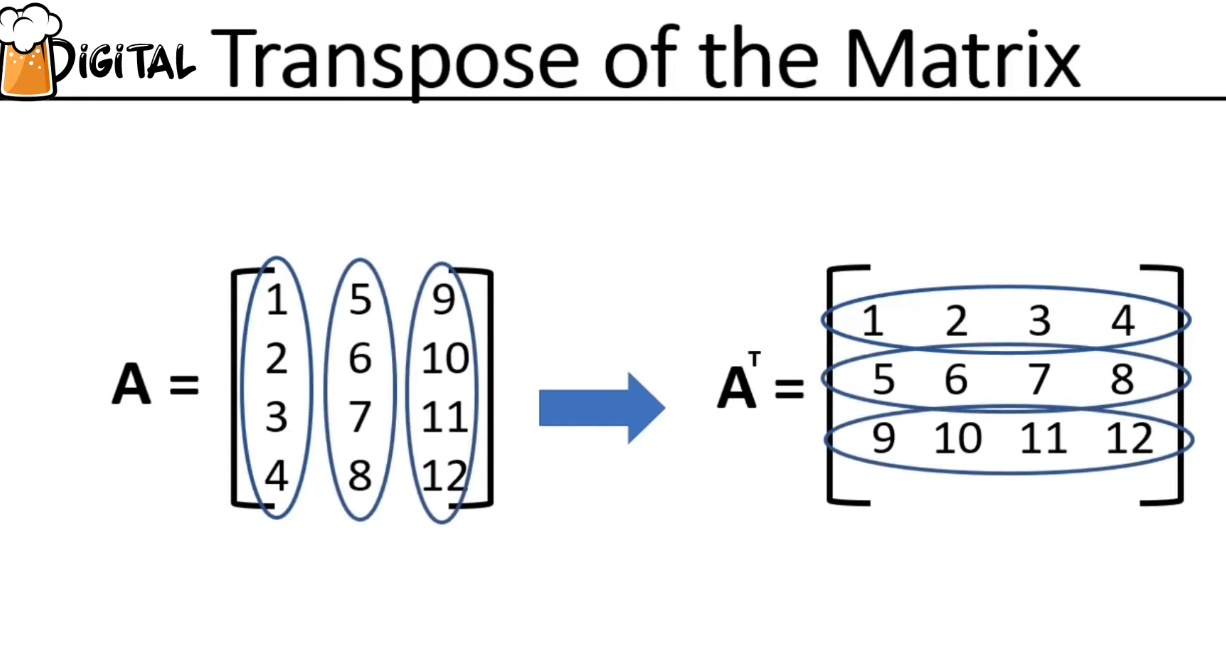 DiGiTAL Transpose of the Matrix
A = [1 5 9
2 6 10
3 7 11
4 8 12]
Aᵀ = [1 2 3 4
5 6 7 8
9 10 11 12]